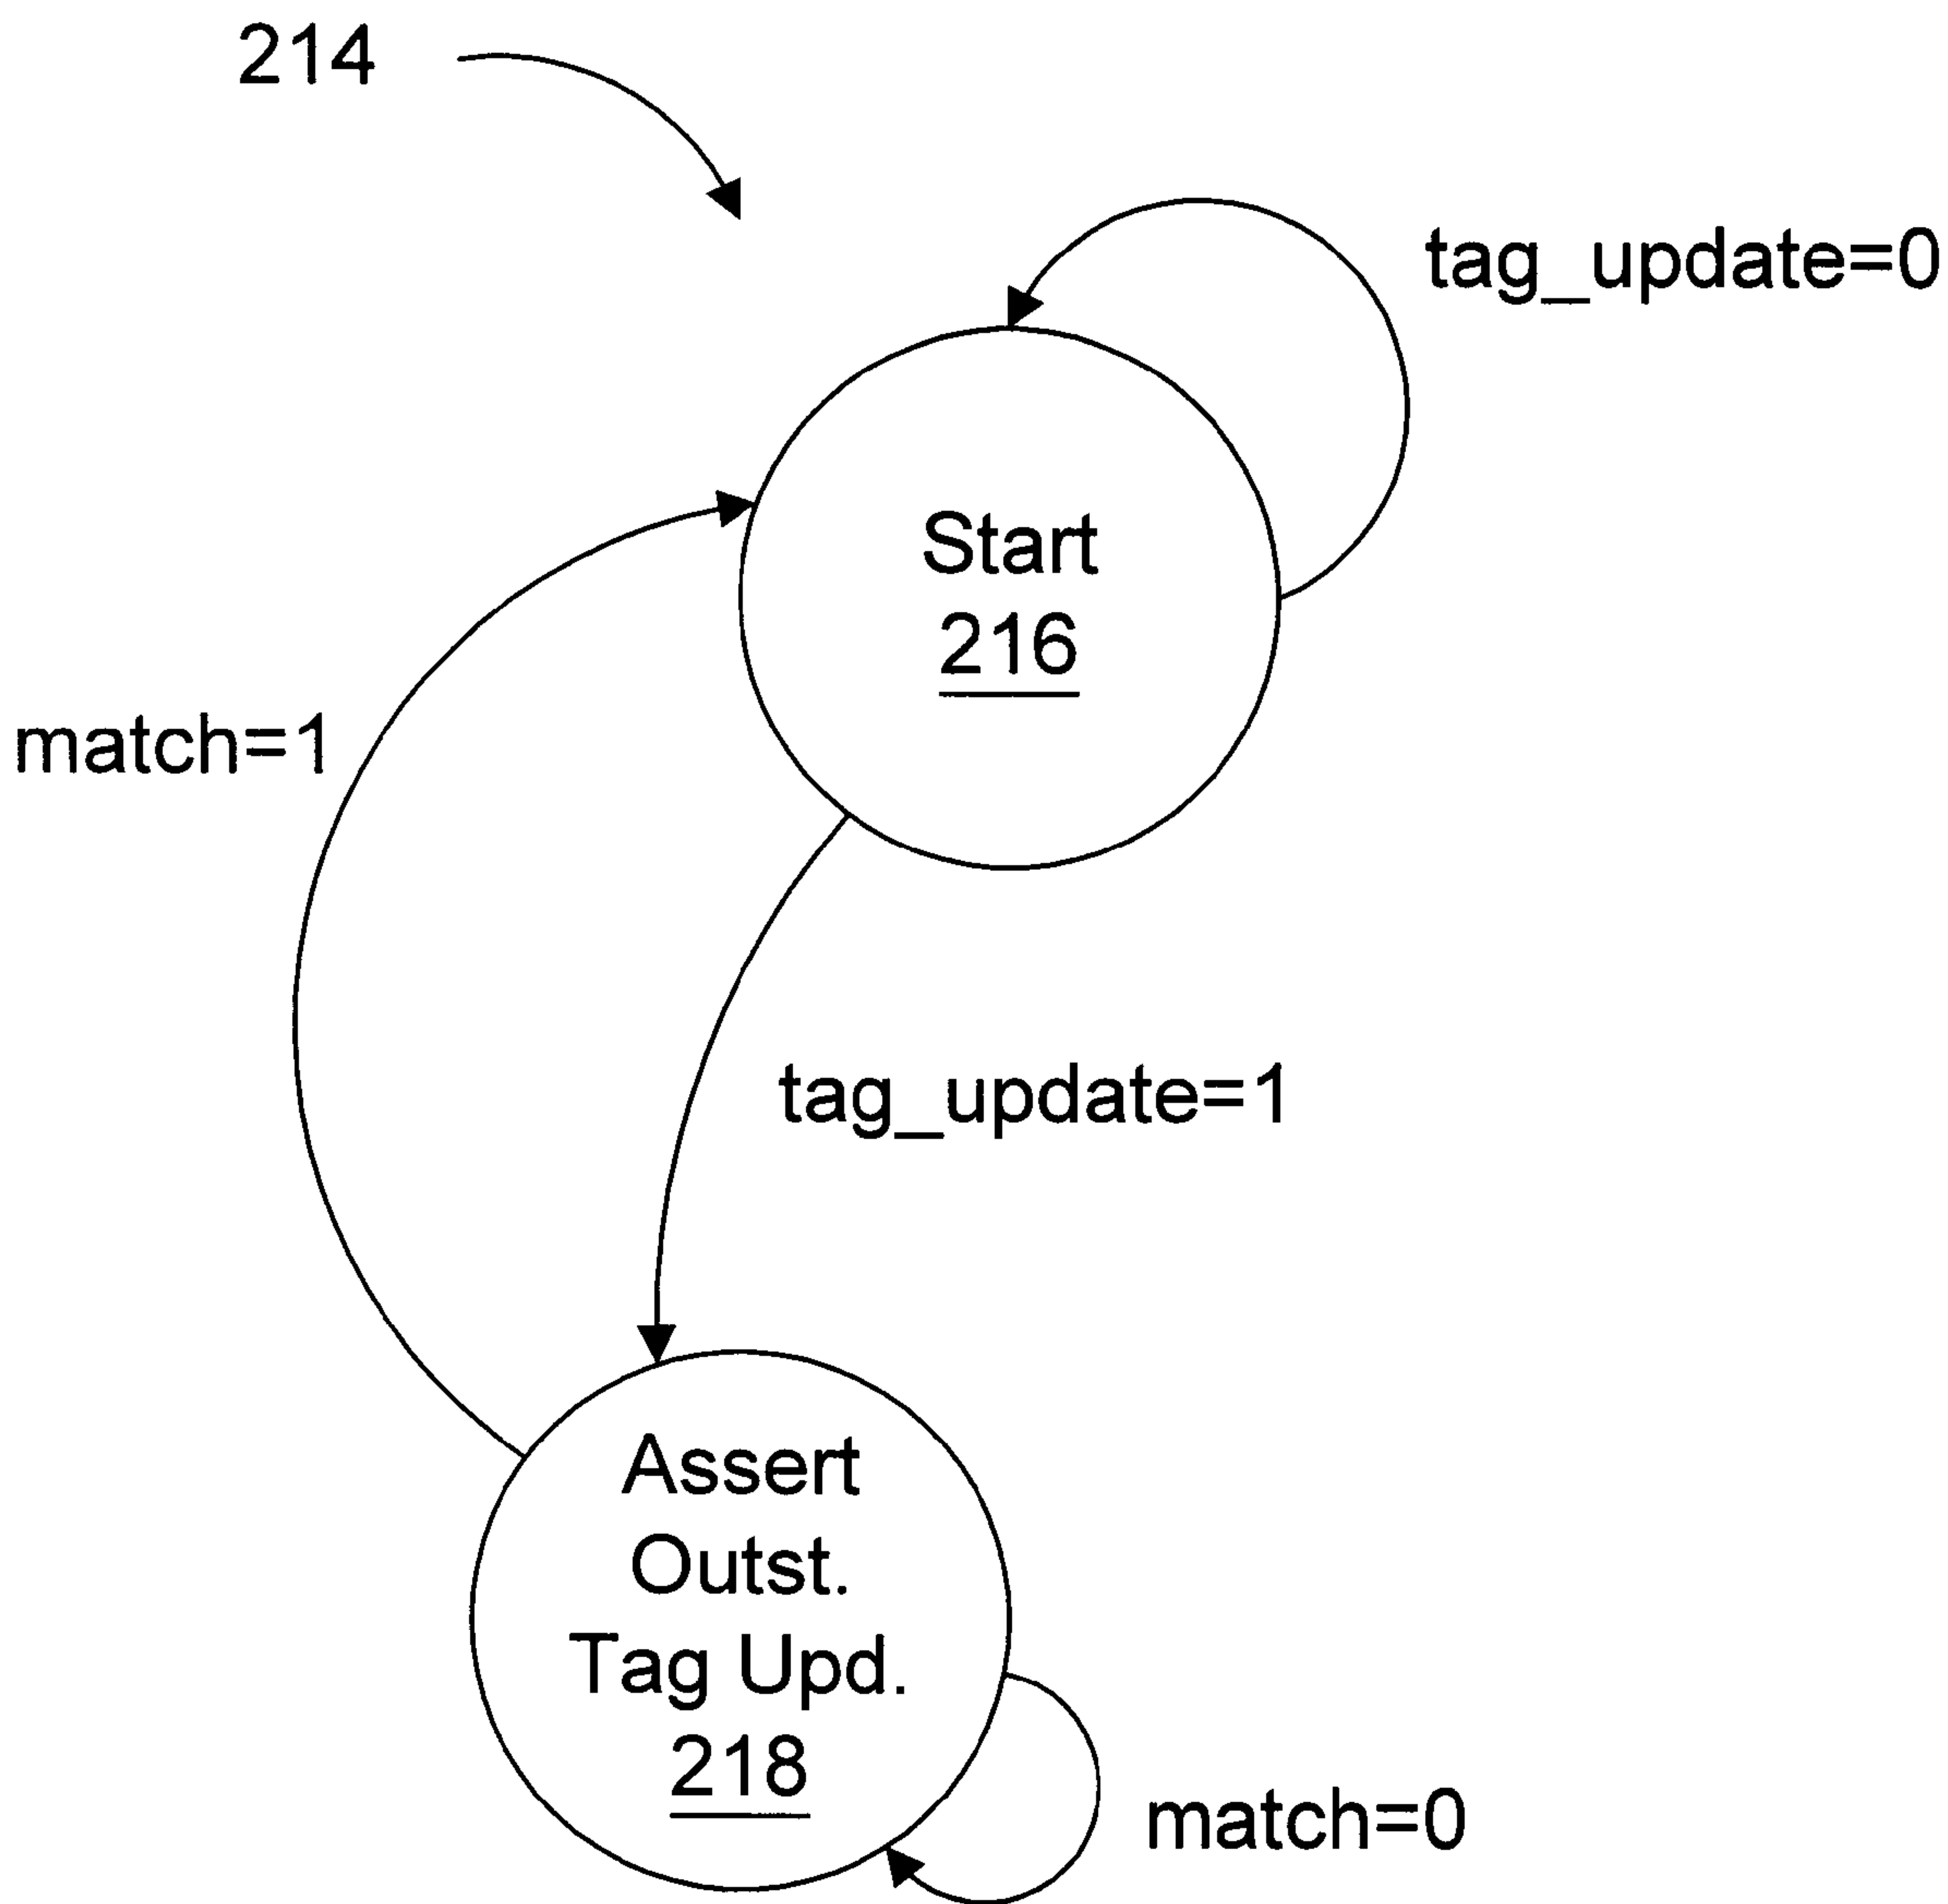 214
tag_update=0
Start
216
match=1
tag_update=1
Assert
Outst.
Tag Upd.
218
match=0